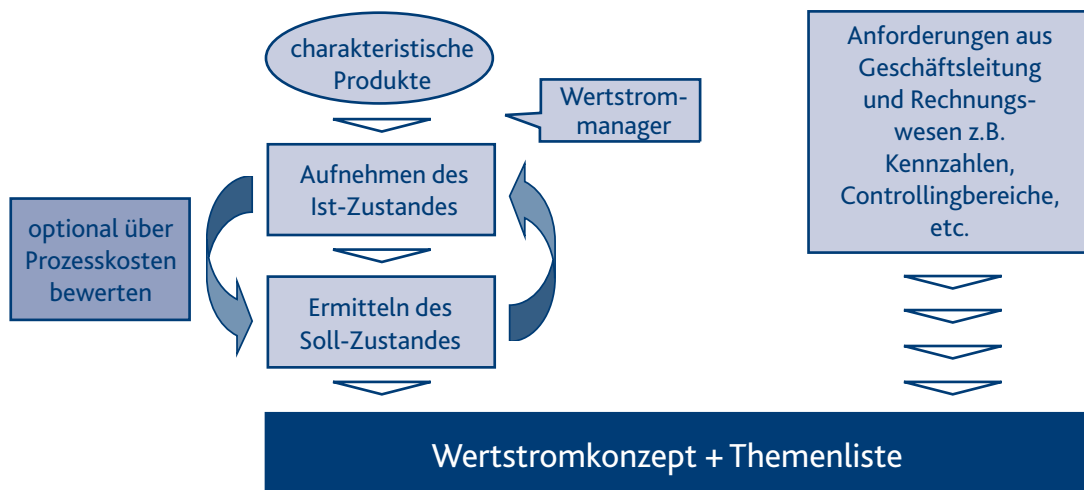 charakteristische
Produkte
Wertstrom-
manager
Aufnehmen des
Ist-Zustandes
optional über
Prozesskosten
bewerten
Ermitteln des
Soll-Zustandes
Anforderungen aus
Geschäftsleitung
und Rechnungs-
wesen z.B.
Kennzahlen,
Controllingbereiche,
etc.
Wertstromkonzept + Themenliste